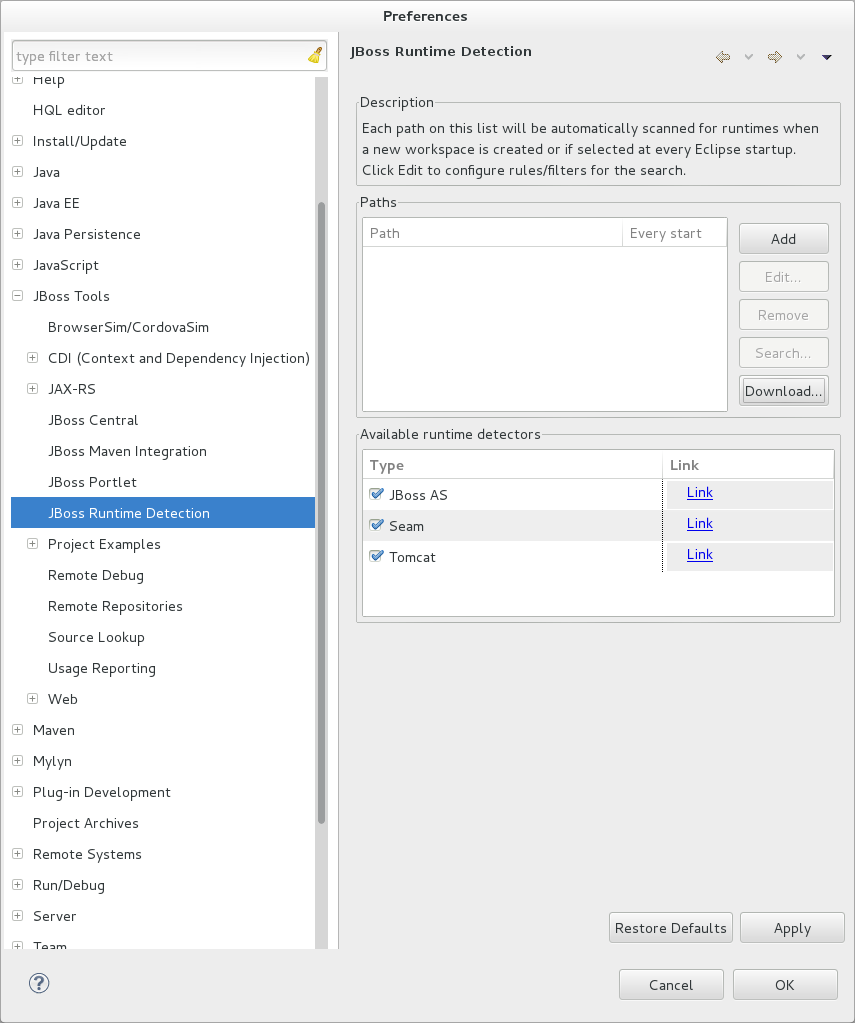 Preferences
type filter text
Help
HQL editor
Install/Update
Java
Java EE
Java Persistence
JavaScript
JBoss Tools
BrowserSim/CordovaSim
CDI (Context and Dependency Injection)
JAX-RS
JBoss Central
JBoss Maven Integration
JBoss Portlet
JBoss Runtime Detection
Project Examples
Remote Debug
Remote Repositories
Source Lookup
Usage Reporting
Web
Maven
Mylyn
Plug-in Development
Project Archives
Remote Systems
Run/Debug
Server
Team
JBoss Runtime Detection
Description
Each path on this list will be automatically scanned for runtimes when
a new workspace is created or if selected at every Eclipse startup.
Click Edit to configure rules/filters for the search.
Paths
Path Every start
Add
Edit...
Remove
Search...
Download...
Available runtime detectors
Type Link
JBoss AS Link
Seam Link
Tomcat Link
Restore Defaults Apply
? Cancel OK